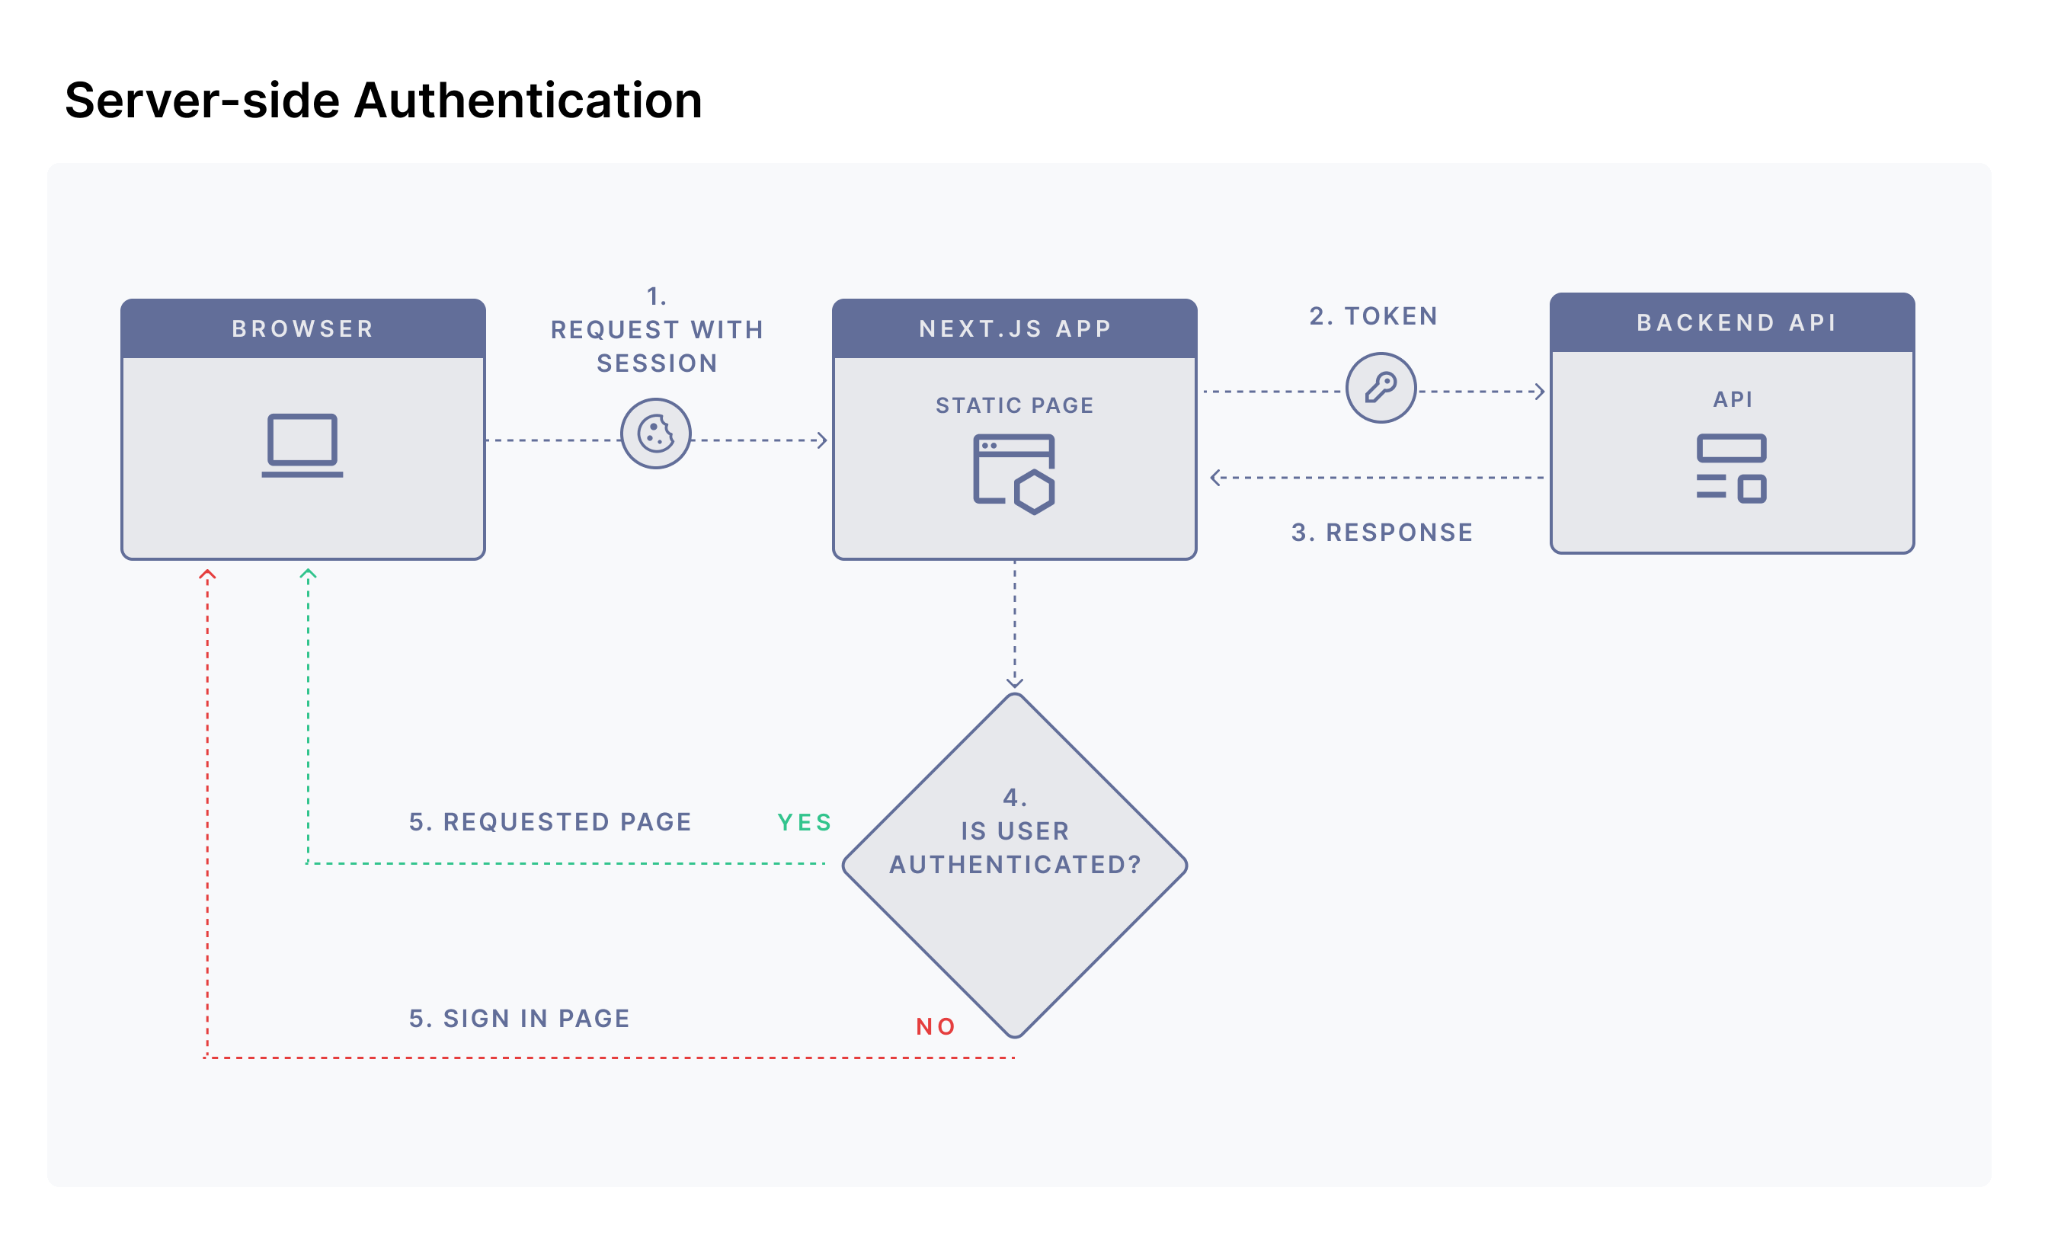 Server-side Authentication
BROWSER
1.
REQUEST WITH
SESSION
NEXT.JS APP
STATIC PAGE
2. TOKEN
3. RESPONSE
BACKEND API
API
4.
IS USER
AUTHENTICATED?
5. REQUESTED PAGE
YES
5. SIGN IN PAGE
NO